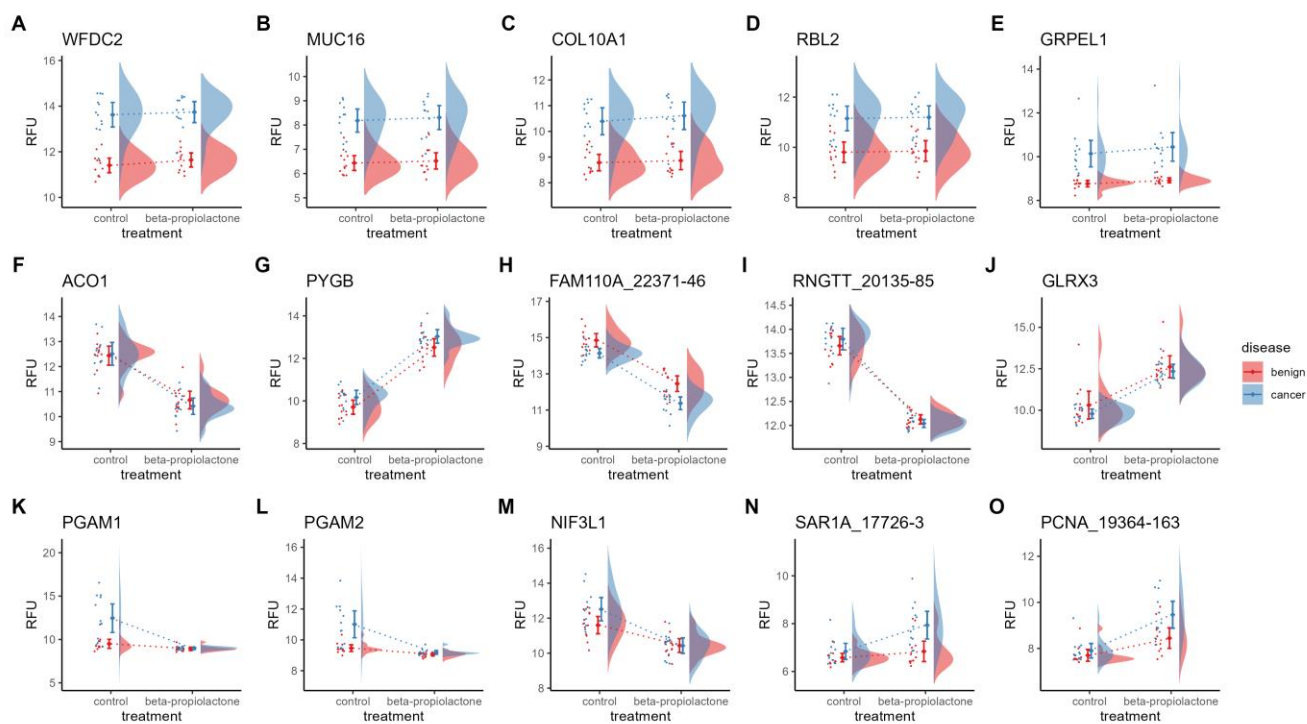 A
WFDC2
16
14
12
10
RFU
control
beta-propiolactone
treatment
B
MUC16
9
8
7
6
5
RFU
control
beta-propiolactone
treatment
C
COL10A1
12
11
10
9
8
RFU
control
beta-propiolactone
treatment
D
RBL2
12
10
8
RFU
control
beta-propiolactone
treatment
E
GRPEL1
14
12
10
8
RFU
control
beta-propiolactone
treatment
F
ACO1
14
13
12
11
10
9
RFU
control
beta-propiolactone
treatment
G
PYGB
14
12
10
8
RFU
control
beta-propiolactone
treatment
H
FAM110A_22371-46
17
15
13
11
9
RFU
control
beta-propiolactone
treatment
I
RNGTT_20135-85
14.5
14.0
13.5
13.0
12.5
12.0
RFU
control
beta-propiolactone
treatment
J
GLRX3
15.0
12.5
10.0
RFU
control
beta-propiolactone
treatment
disease
benign
cancer
K
PGAM1
20
15
10
5
RFU
control
beta-propiolactone
treatment
L
PGAM2
16
14
12
10
8
RFU
control
beta-propiolactone
treatment
M
NIF3L1
16
14
12
10
8
RFU
control
beta-propiolactone
treatment
N
SAR1A_17726-3
10
8
6
RFU
control
beta-propiolactone
treatment
O
PCNA_19364-163
12
10
8
6
RFU
control
beta-propiolactone
treatment